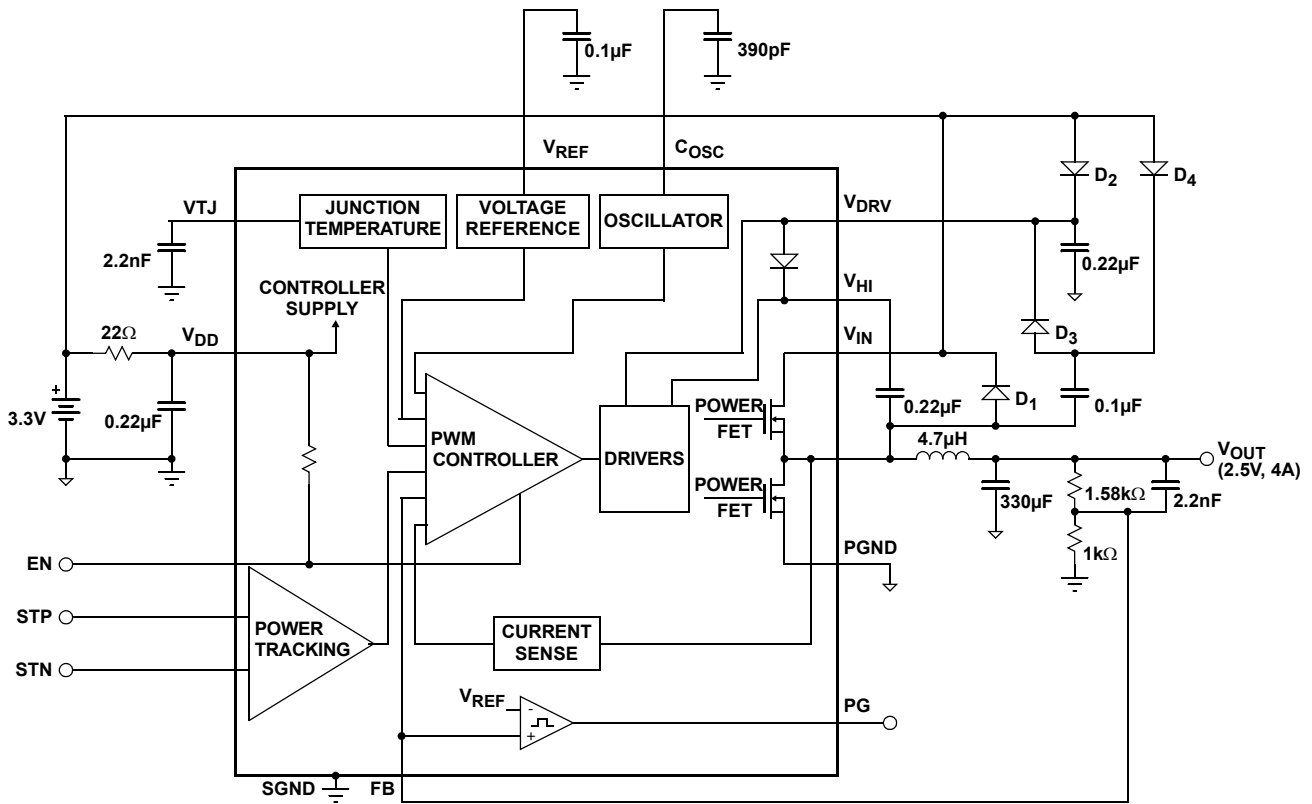 0.1µF
390pF
VREF
COSC
D2
D4
VTJ
JUNCTION
TEMPERATURE
VOLTAGE
REFERENCE
OSCILLATOR
VDRV
2.2nF
0.22µF
CONTROLLER
SUPPLY
VHI
22Ω
VDD
VIN
D3
+
3.3V
0.22µF
POWER
FET
0.22µF
D1
0.1µF
PWM
CONTROLLER
DRIVERS
4.7µH
VOUT
(2.5V, 4A)
POWER
FET
330µF
1.58kΩ
2.2nF
1kΩ
PGND
EN
STP
STN
POWER
TRACKING
CURRENT
SENSE
VREF
-
+
PG
SGND
FB